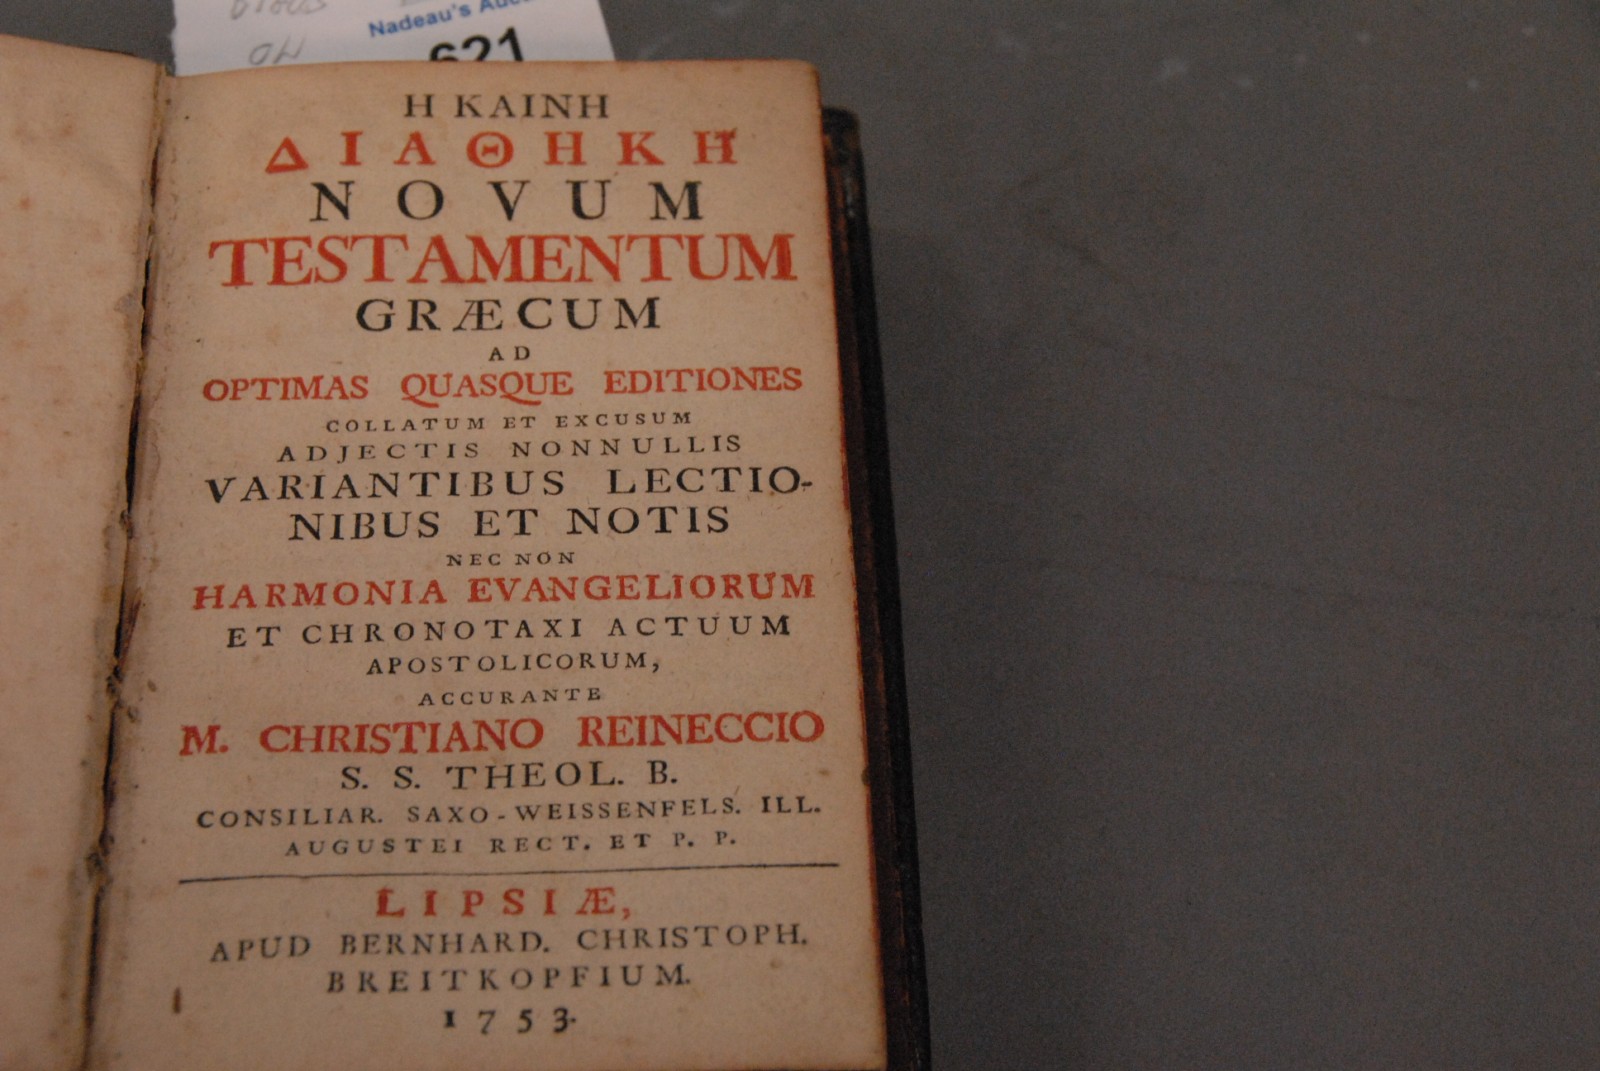 Nadeau's
621
Η ΚΑΙΝΗ
ΔΙΑΘΗΚΗ
NOVUM
TESTAMENTUM
GRÆCUM
AD
OPTIMAS QUASQUE EDITIONES
COLLATUM ET EXCUSUM
ADJECTIS NONNULLIS
VARIANTIBUS LECTIO-
NIBUS ET NOTIS
NEC NON
HARMONIA EVANGELIORUM
ET CHRONOTAXI ACTUUM
APOSTOLICORUM,
ACCURANTE
M. CHRISTIANO REINECCIO
S. S. THEOL. B.
CONSILIAR. SAXO-WEISSENFELS. ILL.
AUGUSTEI RECT. ET P. P.
LIPSIÆ,
APUD BERNHARD. CHRISTOPH.
BREITKOPFIUM.
1753.